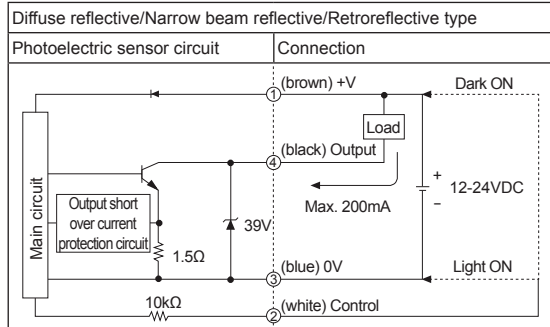 Diffuse reflective/Narrow beam reflective/Retroreflective type
Photoelectric sensor circuit
Connection
① (brown) +V
Dark ON
Load
④ (black) Output
Main circuit
Output short
over current
protection circuit
1.5Ω
39V
Max. 200mA
+
−
12-24VDC
③ (blue) 0V
Light ON
10kΩ
② (white) Control